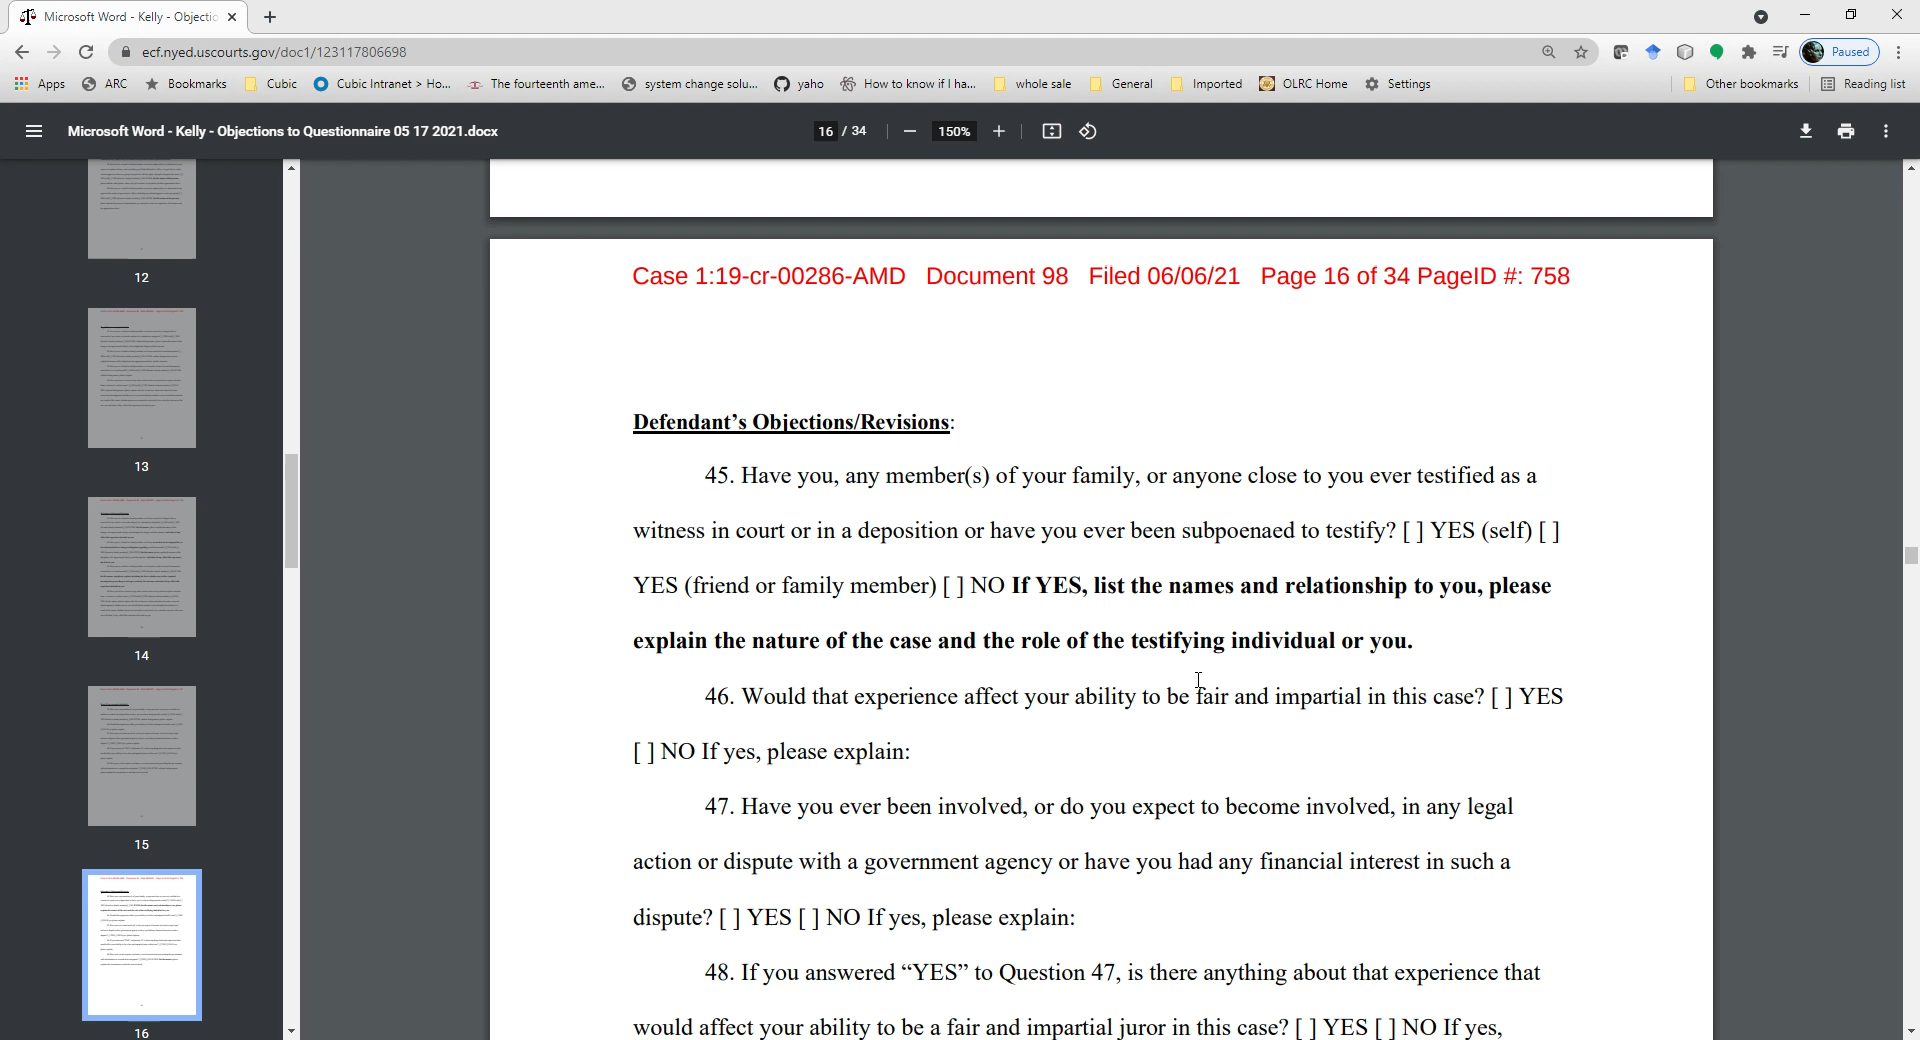 Microsoft Word - Kelly - Objectio
ecf.nyed.uscourts.gov/doc1/123117806698
Paused
Apps
ARC
Bookmarks
Cubic
Cubic Intranet > Ho...
The fourteenth ame...
system change solu...
yaho
How to know if I ha...
whole sale
General
Imported
OLRC Home
Settings
Other bookmarks
Reading list
Microsoft Word - Kelly - Objections to Questionnaire 05 17 2021.docx
16 / 34
150%
12
13
14
15
16
Case 1:19-cr-00286-AMD Document 98 Filed 06/06/21 Page 16 of 34 PageID #: 758
Defendant’s Objections/Revisions:
45. Have you, any member(s) of your family, or anyone close to you ever testified as a
witness in court or in a deposition or have you ever been subpoenaed to testify? [ ] YES (self) [ ]
YES (friend or family member) [ ] NO If YES, list the names and relationship to you, please
explain the nature of the case and the role of the testifying individual or you.
46. Would that experience affect your ability to be fair and impartial in this case? [ ] YES
[ ] NO If yes, please explain:
47. Have you ever been involved, or do you expect to become involved, in any legal
action or dispute with a government agency or have you had any financial interest in such a
dispute? [ ] YES [ ] NO If yes, please explain:
48. If you answered “YES” to Question 47, is there anything about that experience that
would affect your ability to be a fair and impartial juror in this case? [ ] YES [ ] NO If yes,